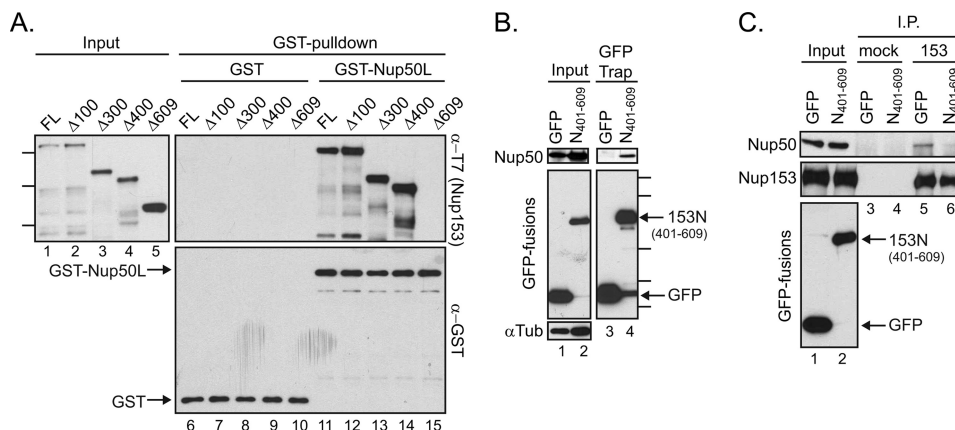 A.
Input
GST-pulldown
GST
GST-Nup50L
FL Δ100 Δ300 Δ400 Δ609 FL Δ100 Δ300 Δ400 Δ609 FL Δ100 Δ300 Δ400 Δ609
α–T7 (Nup153)
1 2 3 4 5
GST-Nup50L
α–GST
GST
6 7 8 9 10 11 12 13 14 15
B.
GFP
Trap
Input
GFP N401-609 GFP N401-609
Nup50
GFP-fusions
153N
(401-609)
GFP
αTub
1 2 3 4
C.
I.P.
Input mock 153
GFP N401-609 GFP N401-609 GFP N401-609
Nup50
Nup153
3 4 5 6
GFP-fusions
153N
(401-609)
GFP
1 2